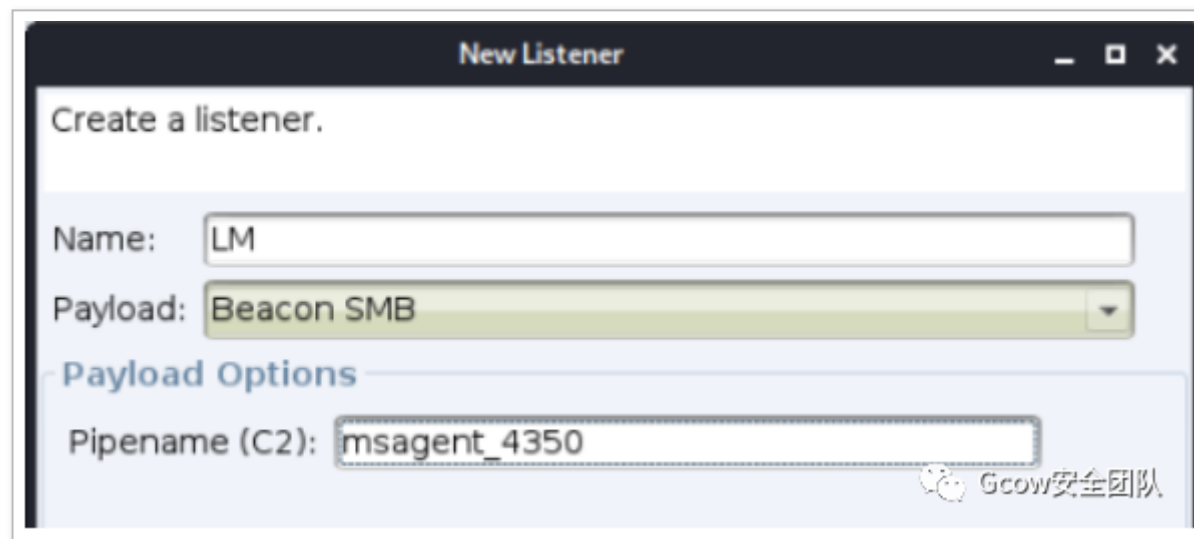 New Listener
Create a listener.
Name: LM
Payload: Beacon SMB
Payload Options
Pipename (C2): msagent_4350
Gcow安全团队